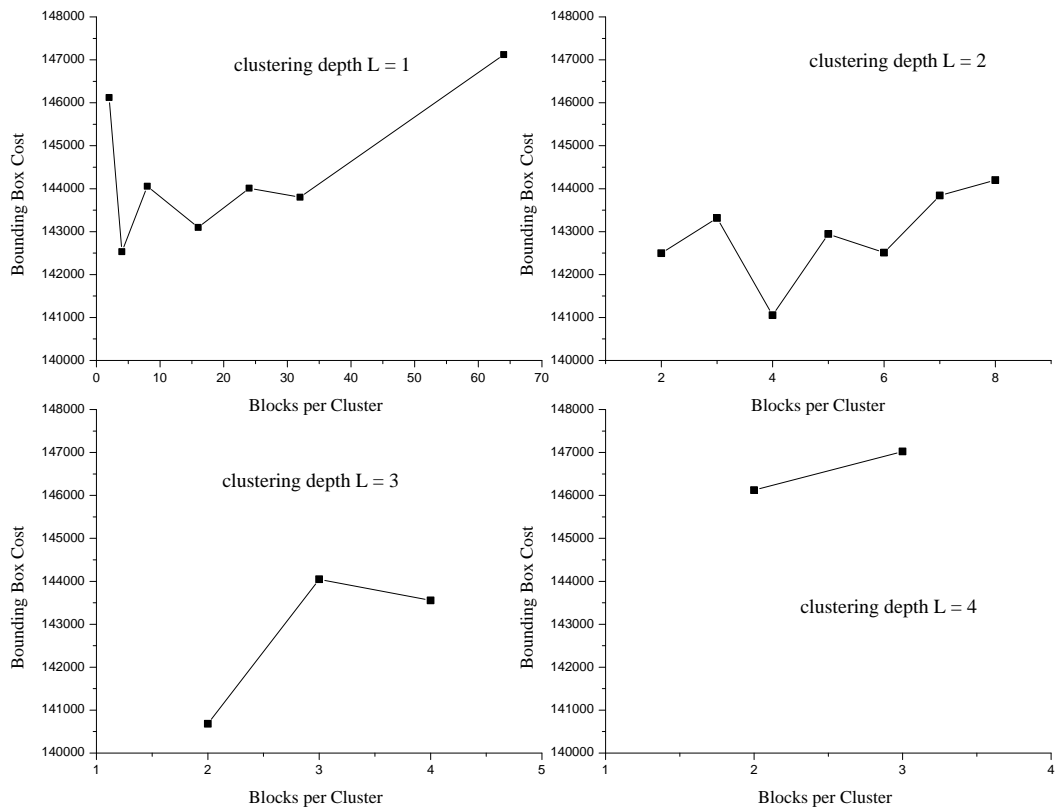 148000
147000
146000
145000
144000
143000
142000
141000
140000
0 10 20 30 40 50 60 70
Bounding Box Cost
Blocks per Cluster
clustering depth L = 1
148000
147000
146000
145000
144000
143000
142000
141000
140000
2 4 6 8
Bounding Box Cost
Blocks per Cluster
clustering depth L = 2
148000
147000
146000
145000
144000
143000
142000
141000
140000
1 2 3 4 5
Bounding Box Cost
Blocks per Cluster
clustering depth L = 3
148000
147000
146000
145000
144000
143000
142000
141000
140000
1 2 3 4
Bounding Box Cost
Blocks per Cluster
clustering depth L = 4